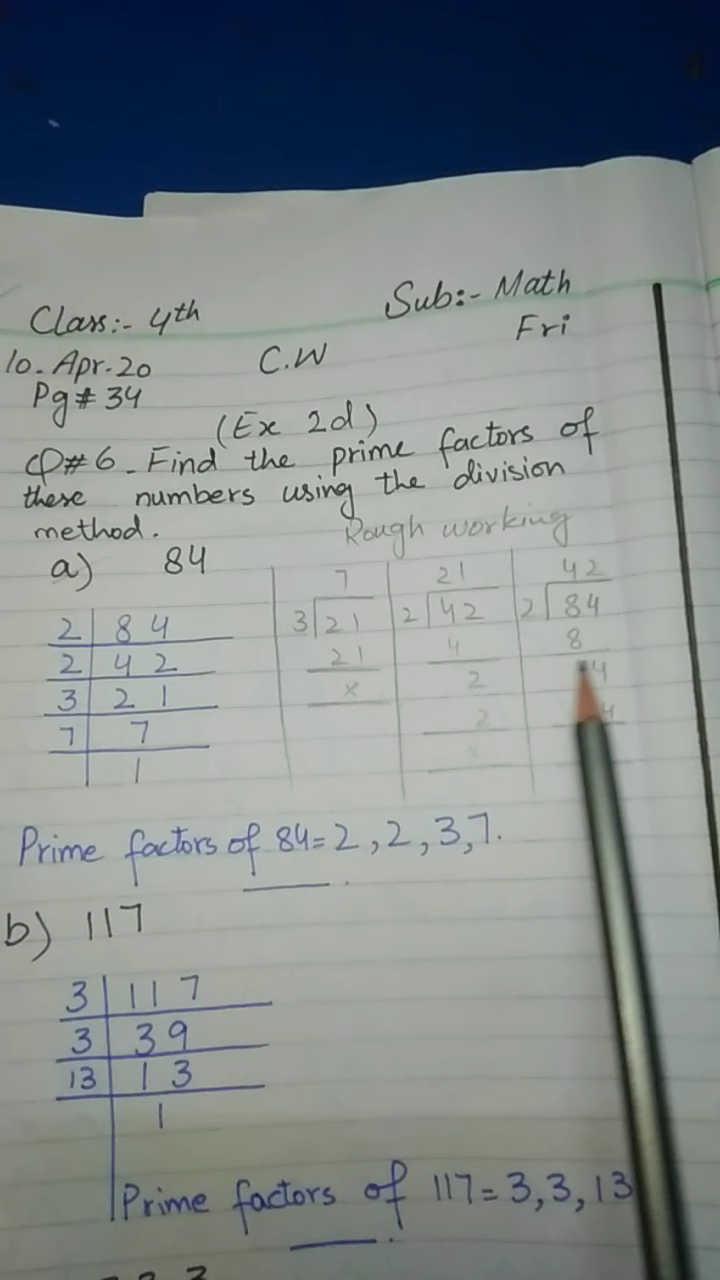 Class:- 4th Sub:- Math
10-Apr-20 C.W Fri
Pg# 34
(Ex 2d)
Q#6_Find the prime factors of
these numbers using the division
method.
Rough working
a) 84
2 84
2 42
3 21
7 7
1
7
3 21
21
x
21
2 42
4
2
2
x
42
2 84
8
4
4
Prime factors of 84=2,2,3,7.
b) 117
3 117
3 39
13 13
1
Prime factors of 117=3,3,13